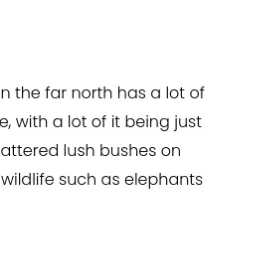 n the far north has a lot of
e, with a lot of it being just
attered lush bushes on
wildlife such as elephants